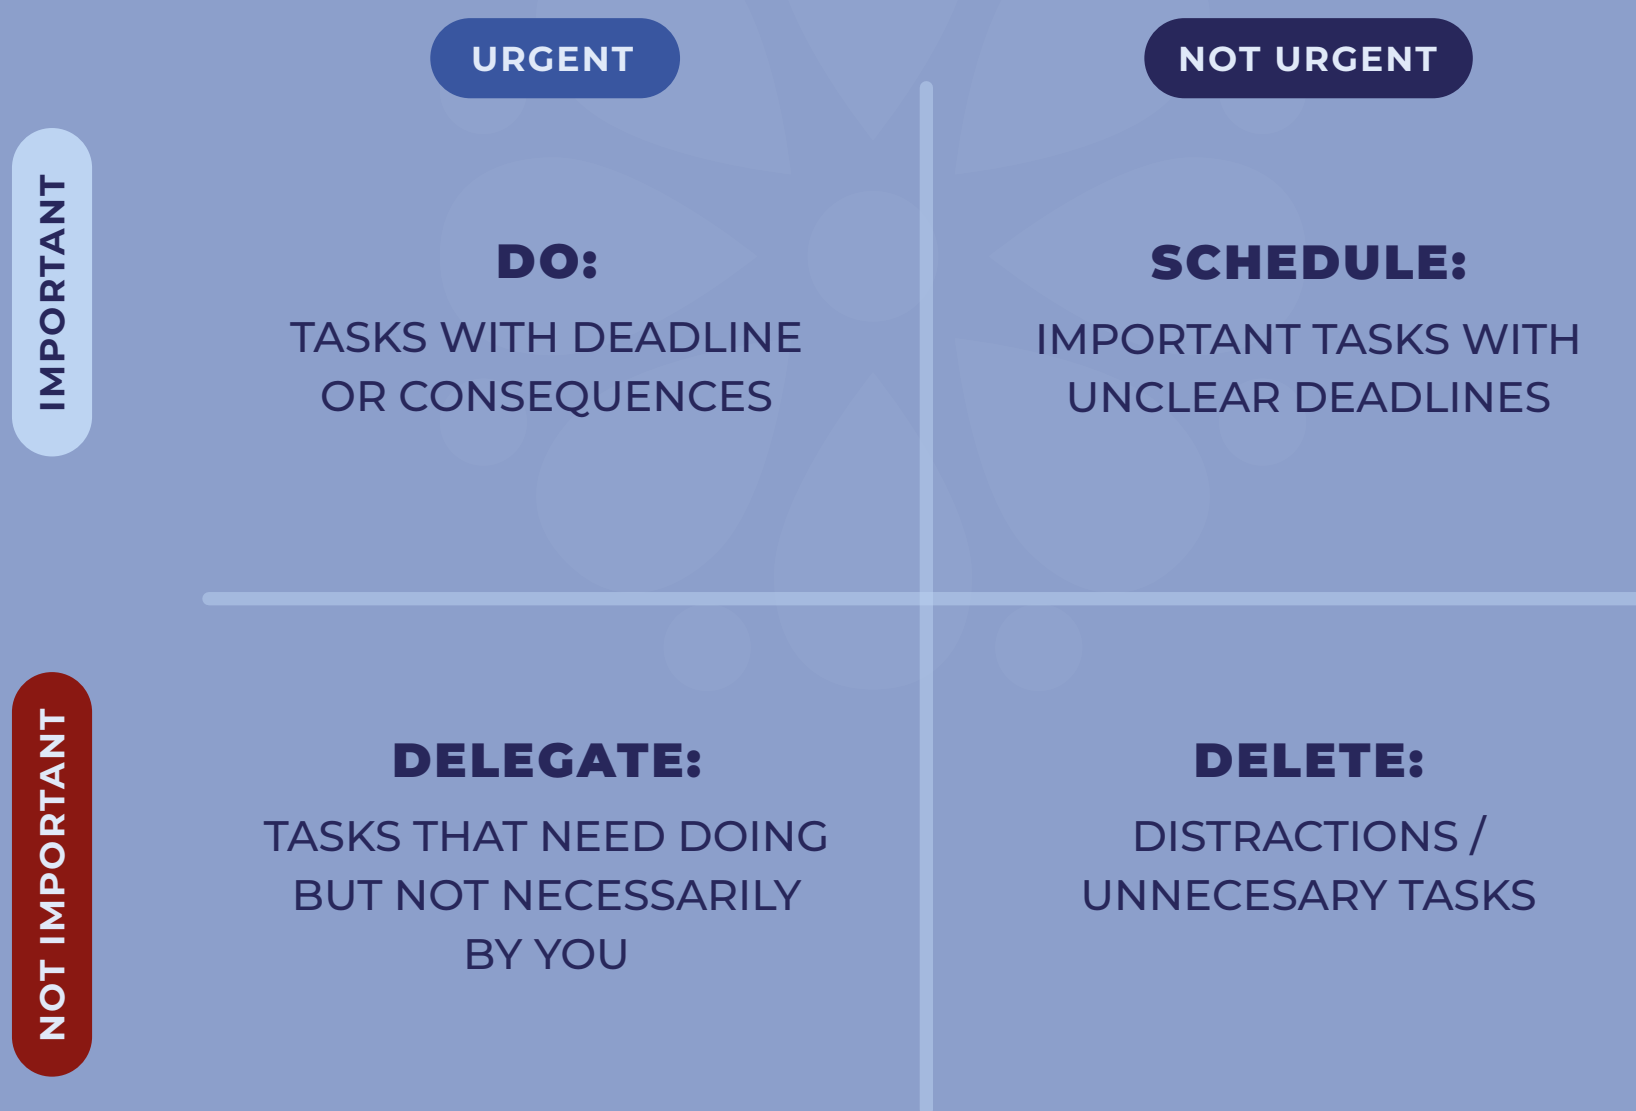 URGENT
NOT URGENT
IMPORTANT
DO:
TASKS WITH DEADLINE
OR CONSEQUENCES
SCHEDULE:
IMPORTANT TASKS WITH
UNCLEAR DEADLINES
NOT IMPORTANT
DELEGATE:
TASKS THAT NEED DOING
BUT NOT NECESSARILY
BY YOU
DELETE:
DISTRACTIONS /
UNNECESARY TASKS